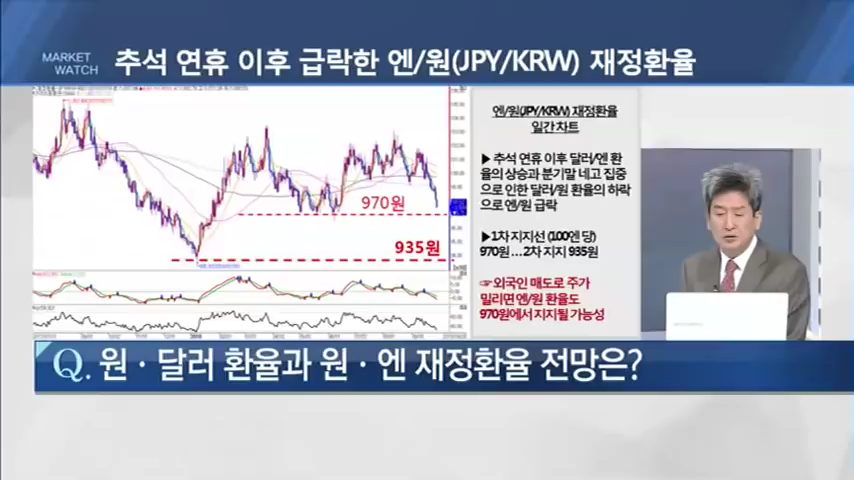 MARKET
WATCH
추석 연휴 이후 급락한 엔/원(JPY/KRW) 재정환율
970원
935원
엔/원(JPY/KRW) 재정환율
일간 차트
▶ 추석 연휴 이후 달러/엔 환
율의 상승과 분기말 네고 집중
으로 인한 달러/원 환율의 하락
으로 엔/원 급락
▶1차 지지선 (100엔 당)
970원…2차 지지 935원
☞ 외국인 매도로 주가
밀리면 엔/원 환율도
970원에서 지지될 가능성
Q. 원·달러 환율과 원·엔 재정환율 전망은?